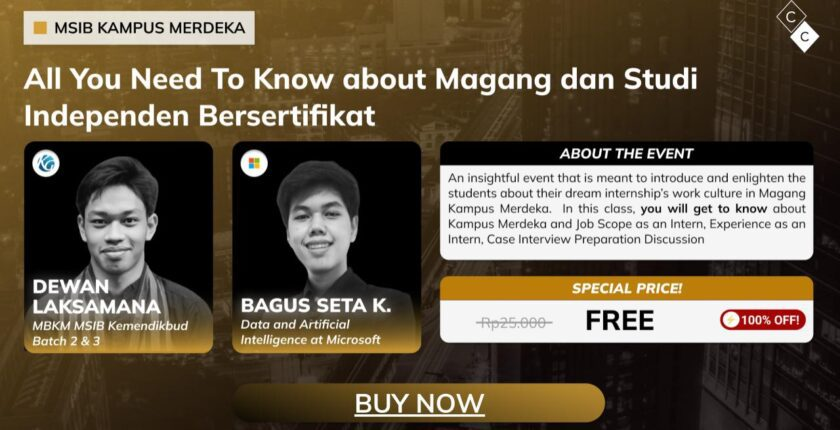 MSIB KAMPUS MERDEKA
C
C
All You Need To Know about Magang dan Studi
Independen Bersertifikat
KG
DEWAN
LAKSAMANA
MBKM MSIB Kemendikbud
Batch 2 & 3
BAGUS SETA K.
Data and Artificial
Intelligence at Microsoft
ABOUT THE EVENT
An insightful event that is meant to introduce and enlighten the
students about their dream internship's work culture in Magang
Kampus Merdeka. In this class, you will get to know about
Kampus Merdeka and Job Scope as an Intern, Experience as an
Intern, Case Interview Preparation Discussion
SPECIAL PRICE!
Rp25.000 FREE 100% OFF!
BUY NOW